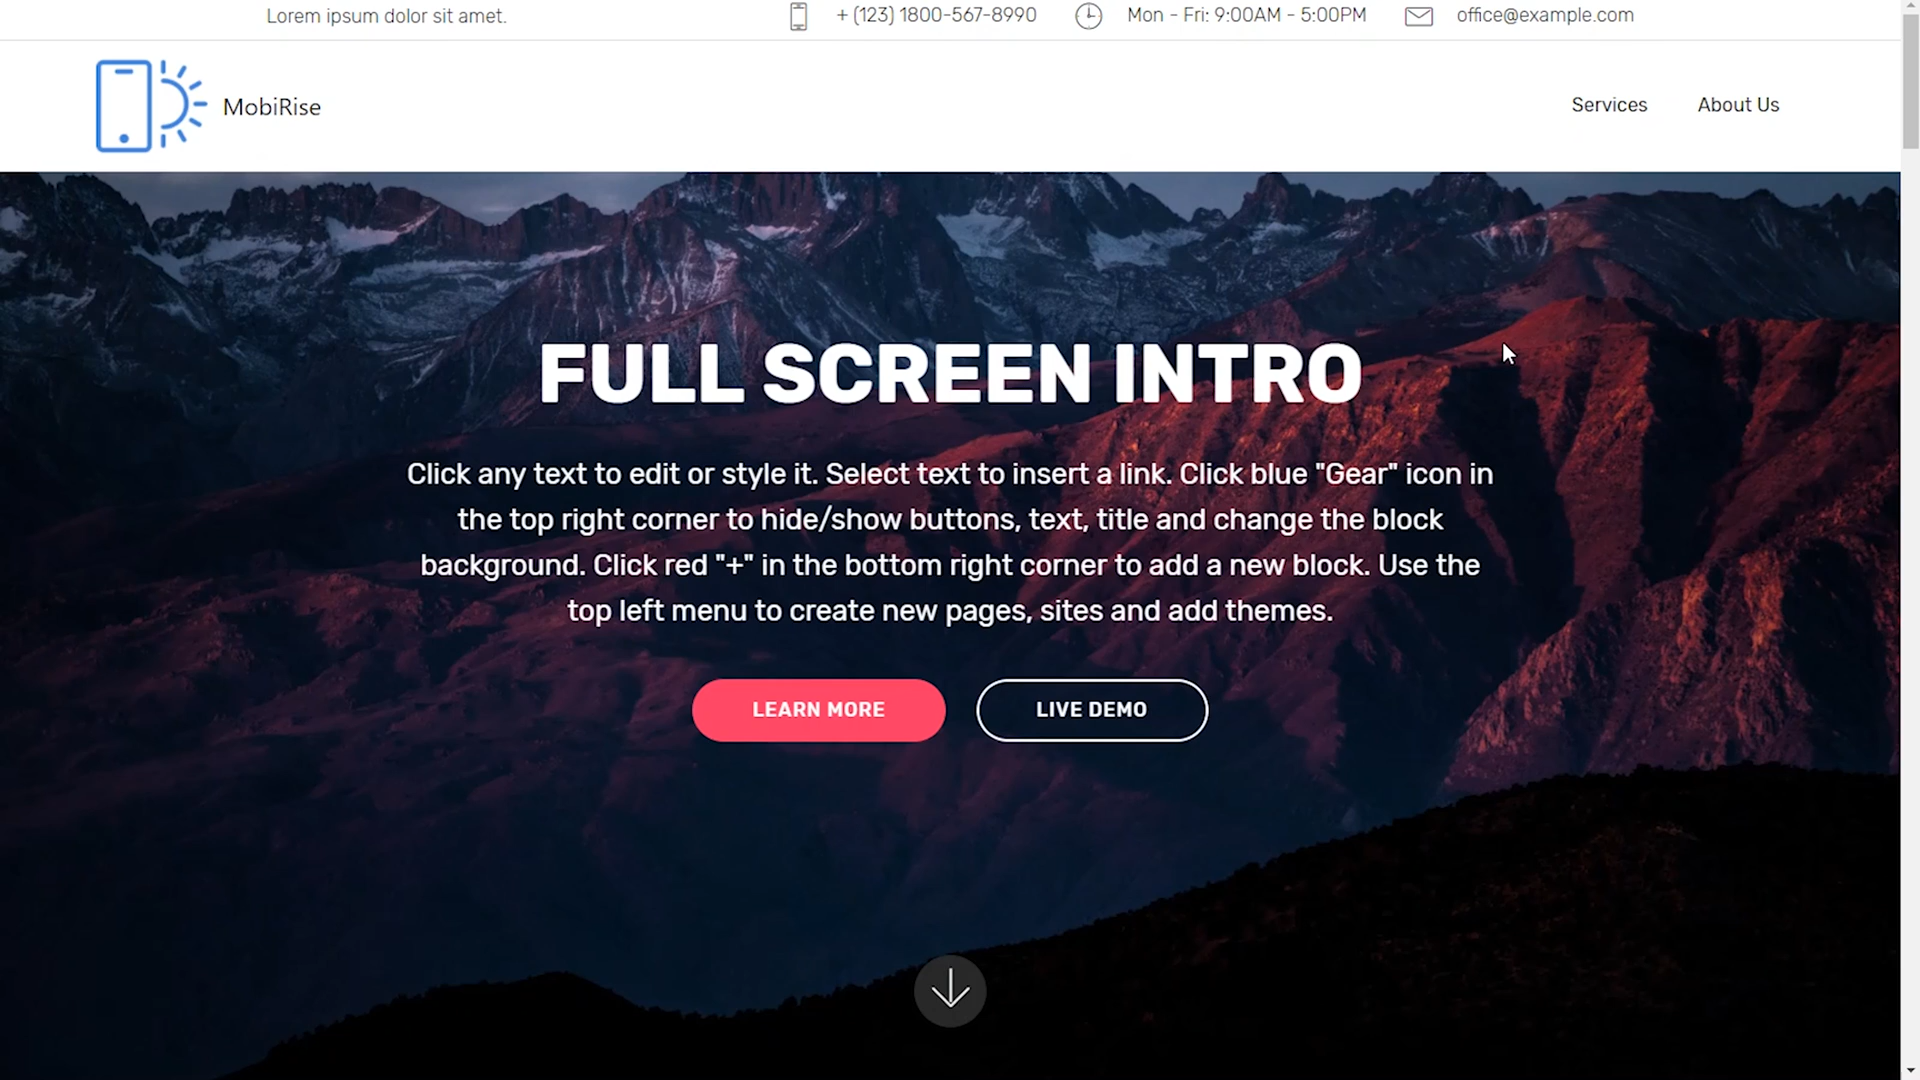 Lorem ipsum dolor sit amet.
+ (123) 1800-567-8990
Mon - Fri: 9:00AM - 5:00PM
office@example.com
MobiRise
Services
About Us
FULL SCREEN INTRO
Click any text to edit or style it. Select text to insert a link. Click blue "Gear" icon in
the top right corner to hide/show buttons, text, title and change the block
background. Click red "+" in the bottom right corner to add a new block. Use the
top left menu to create new pages, sites and add themes.
LEARN MORE
LIVE DEMO